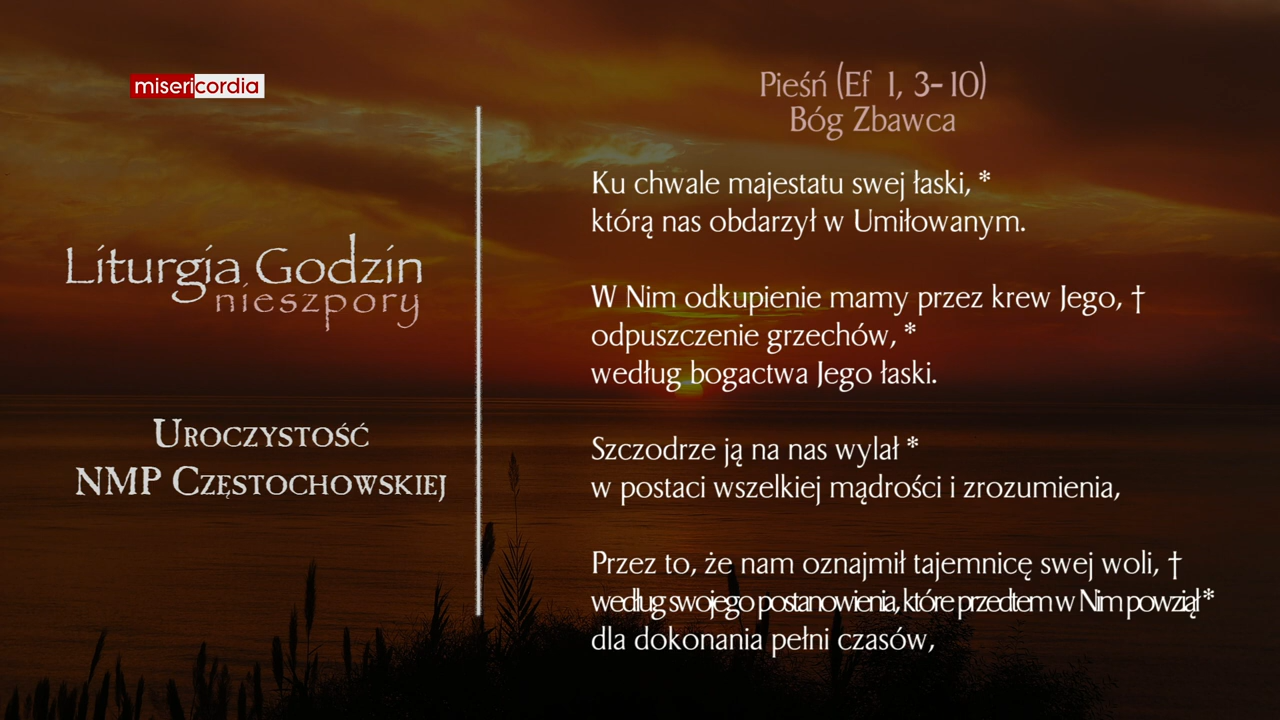 misericordia
Liturgia Godzin
nieszpory
Uroczystość
NMP Częstochowskiej
Pieśń (Ef 1, 3-10)
Bóg Zbawca
Ku chwale majestatu swej łaski, *
którą nas obdarzył w Umiłowanym.
W Nim odkupienie mamy przez krew Jego, †
odpuszczenie grzechów, *
według bogactwa Jego łaski.
Szczodrze ją na nas wylał *
w postaci wszelkiej mądrości i zrozumienia,
Przez to, że nam oznajmił tajemnicę swej woli, †
według swojego postanowienia, które przedtem w Nim powziął *
dla dokonania pełni czasów,